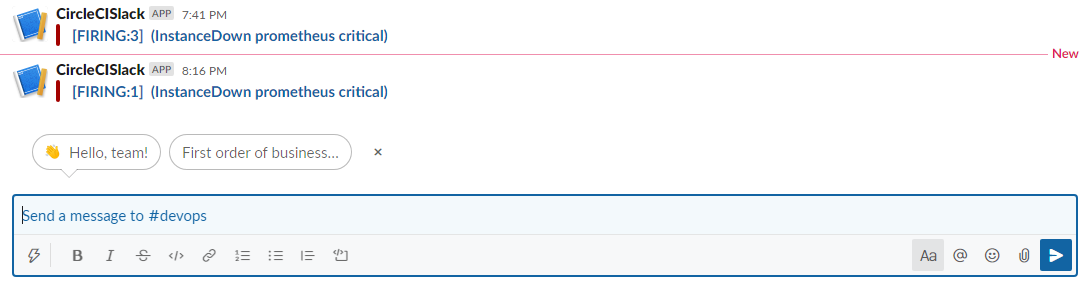 CircleCISlack APP 7:41 PM
[FIRING:3] (InstanceDown prometheus critical)
New
CircleCISlack APP 8:16 PM
[FIRING:1] (InstanceDown prometheus critical)
👋 Hello, team! First order of business... ×
Send a message to #devops
B I S </> Aa @